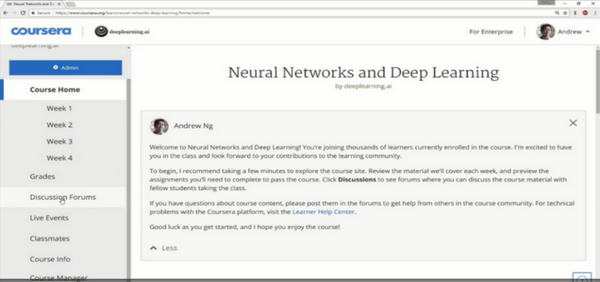 Neural Networks and D
Secure https://www.coursera.org/learn/neural-networks-deep-learning/home/welcome
coursera deeplearning.ai For Enterprise Andrew
deeplearning.ai
Admin
Course Home
Week 1
Week 2
Week 3
Week 4
Grades
Discussion Forums
Live Events
Classmates
Course Info
Course Manager
Neural Networks and Deep Learning
by deeplearning.ai
Andrew Ng
Welcome to Neural Networks and Deep Learning! You're joining thousands of learners currently enrolled in the course. I'm excited to
have you in the class and look forward to your contributions to the learning community.
To begin, I recommend taking a few minutes to explore the course site. Review the material we'll cover each week, and preview the
assignments you'll need to complete to pass the course. Click Discussions to see forums where you can discuss the course material with
fellow students taking the class.
If you have questions about course content, please post them in the forums to get help from others in the course community. For technical
problems with the Coursera platform, visit the Learner Help Center.
Good luck as you get started, and I hope you enjoy the course!
Less